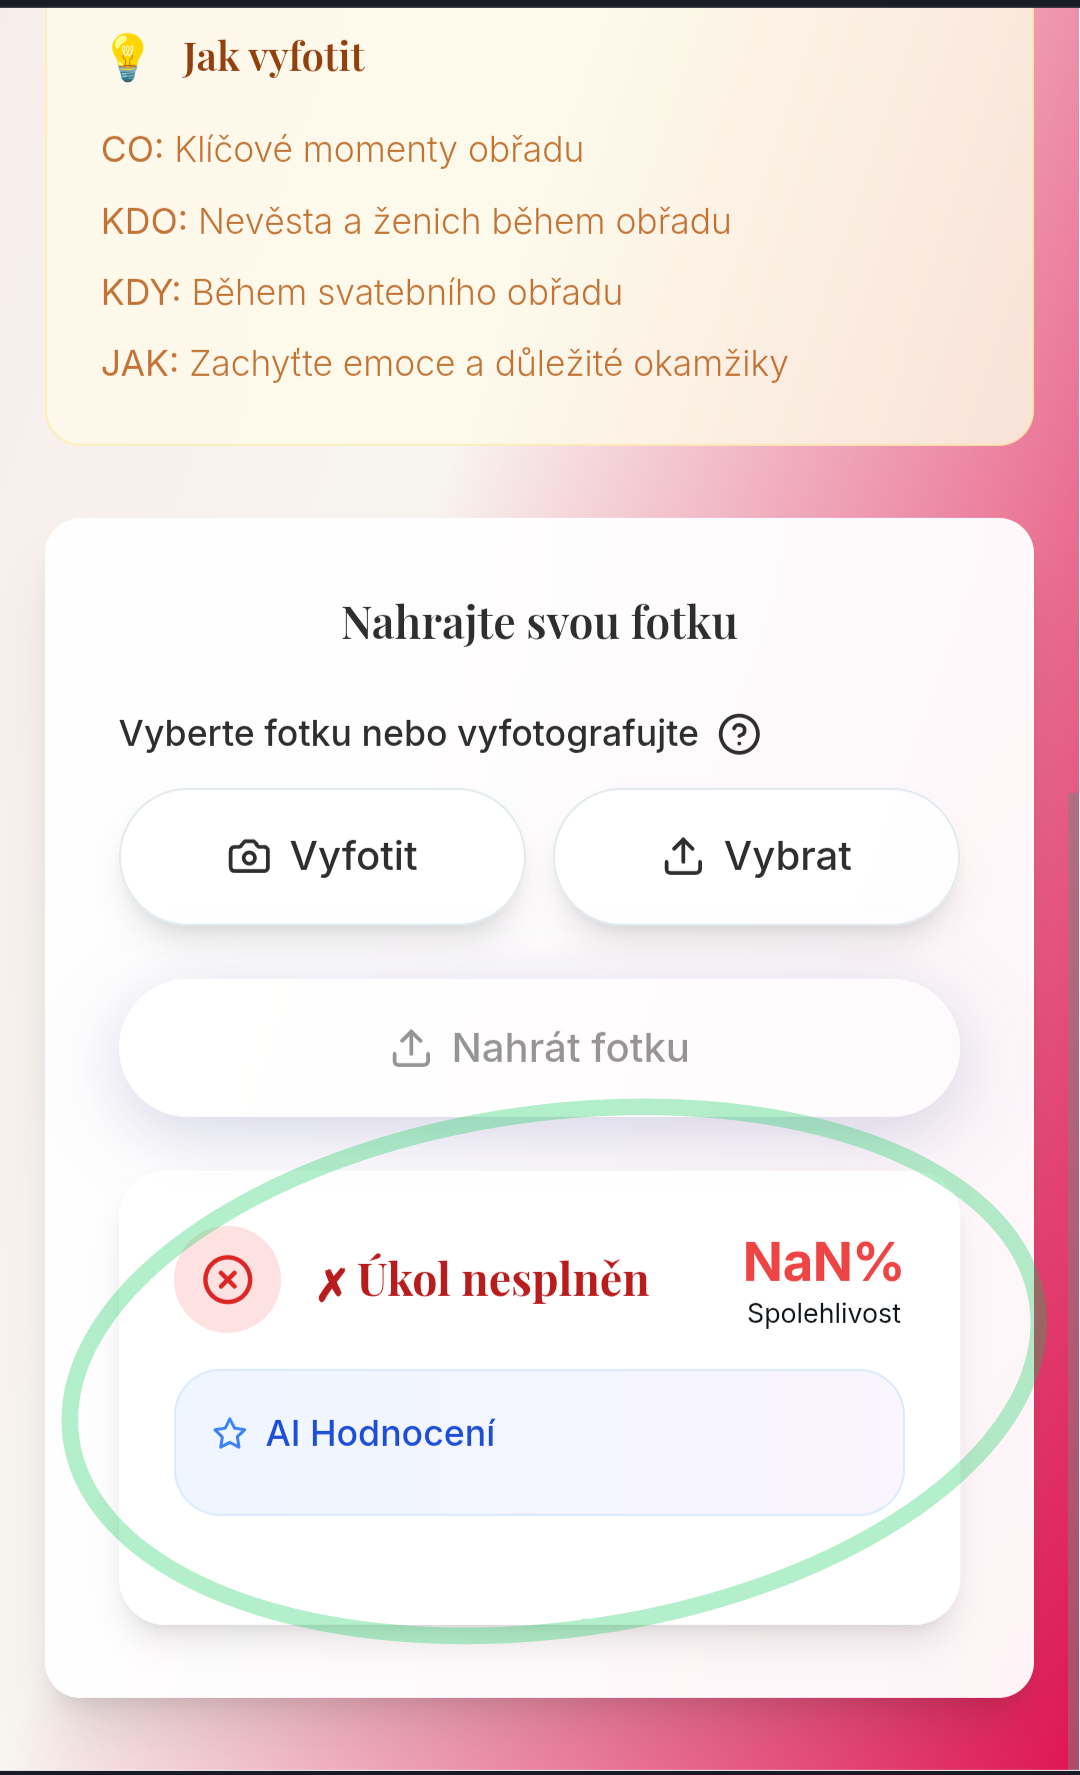 Jak vyfotit
CO: Klíčové momenty obřadu
KDO: Nevěsta a ženich během obřadu
KDY: Během svatebního obřadu
JAK: Zachyťte emoce a důležité okamžiky
Nahrajte svou fotku
Vyberte fotku nebo vyfotografujte
Vyfotit
Vybrat
Nahrát fotku
✗ Úkol nesplněn
NaN%
Spolehlivost
AI Hodnocení